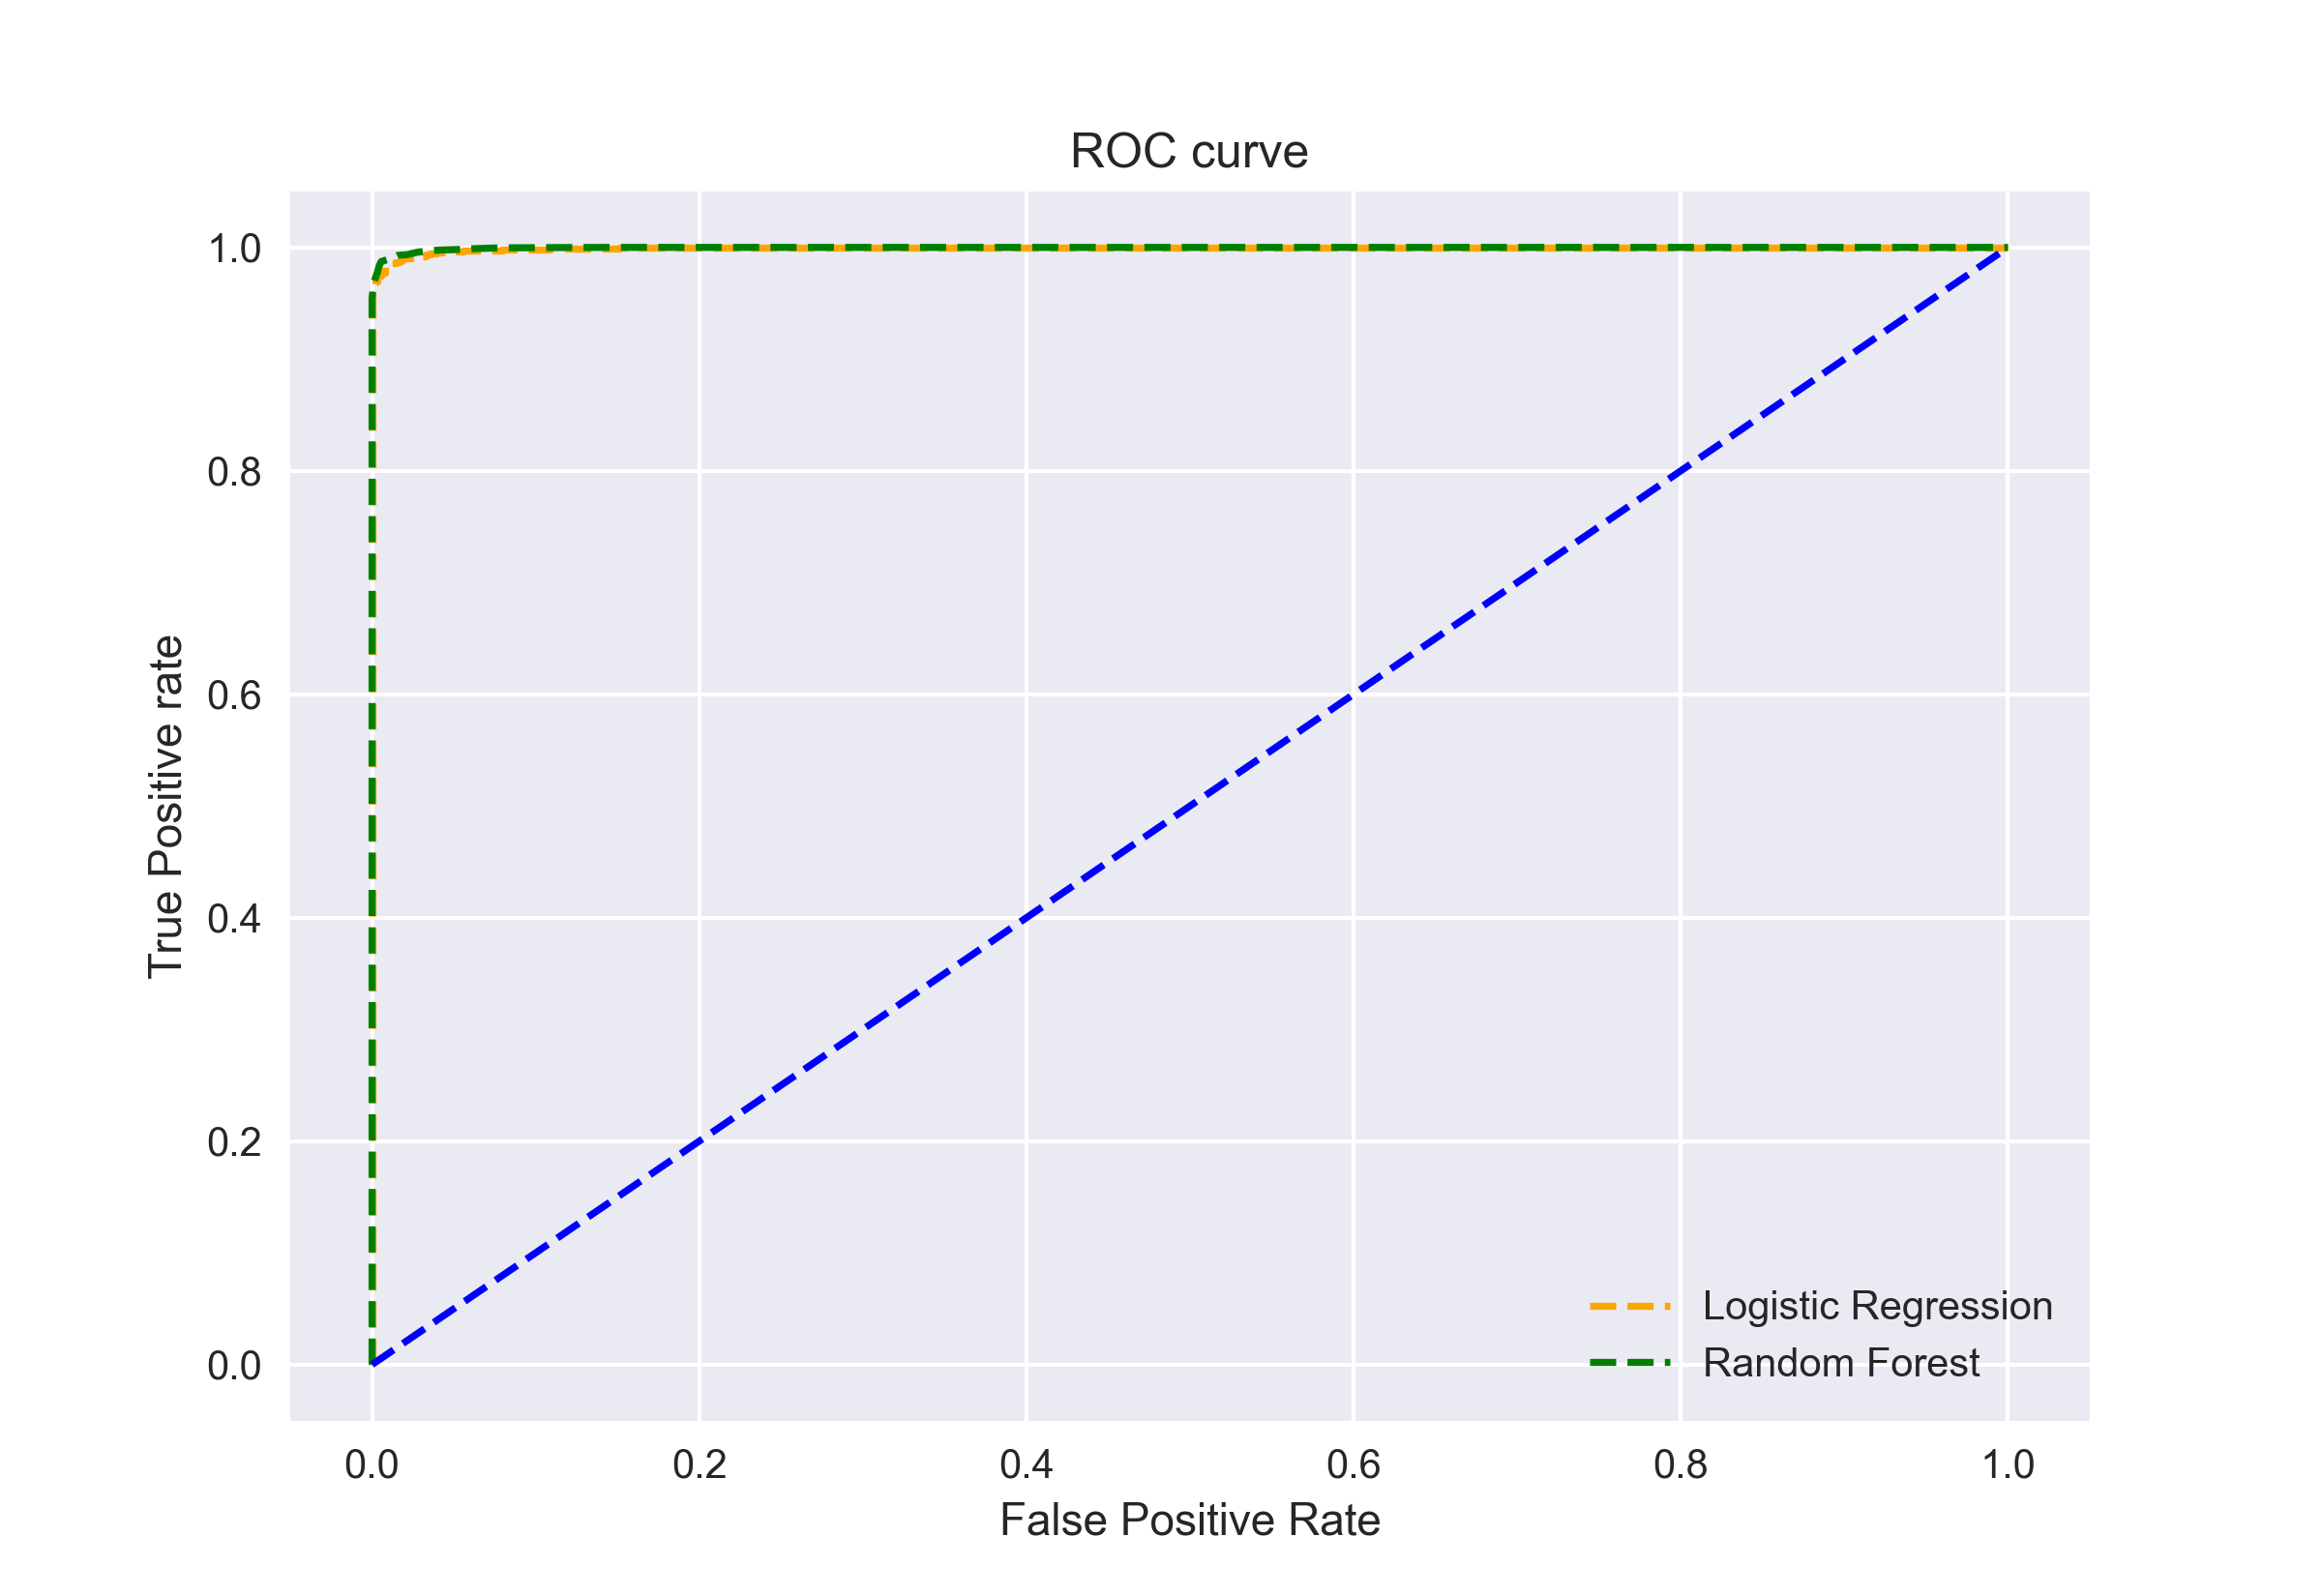 ROC curve
1.0
0.8
0.6
0.4
0.2
0.0
True Positive rate
Logistic Regression
Random Forest
0.0 0.2 0.4 0.6 0.8 1.0
False Positive Rate